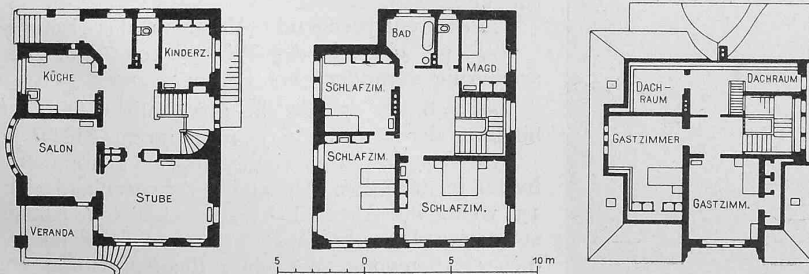 KÜCHE
KINDERZ.
SALON
STUBE
VERANDA
BAD
MAGD
SCHLAFZIM.
SCHLAFZIM.
SCHLAFZIM.
DACH-
RAUM
DACHRAUM
GASTZIMMER
GASTZIMM.
5 0 5 10 m